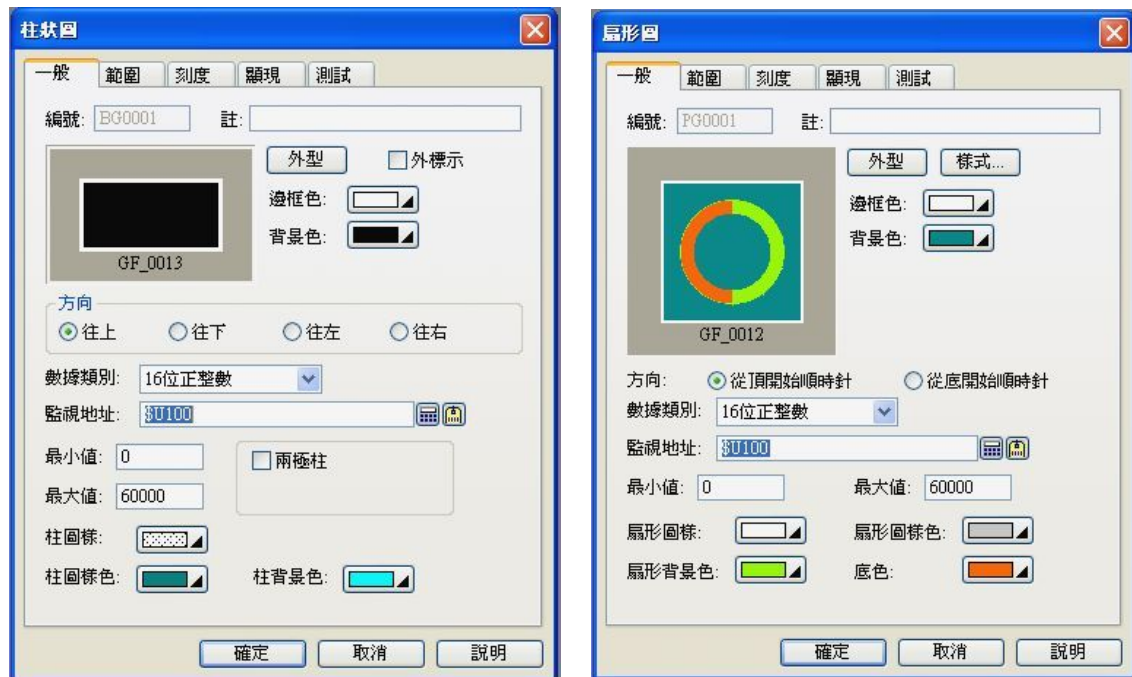 柱狀圖
一般 範圍 刻度 顯現 測試
編號: BG0001 註:
外型 外標示
邊框色:
背景色:
GF_0013
方向
往上 往下 往左 往右
數據類別: 16位正整數
監視地址: $U100
最小值: 0 兩極柱
最大值: 60000
柱圖樣:
柱圖樣色: 柱背景色:
確定 取消 說明
扇形圖
一般 範圍 刻度 顯現 測試
編號: PG0001 註:
外型 樣式...
邊框色:
背景色:
GF_0012
方向: 從頂開始順時針 從底開始順時針
數據類別: 16位正整數
監視地址: $U100
最小值: 0 最大值: 60000
扇形圖樣: 扇形圖樣色:
扇形背景色: 底色:
確定 取消 說明